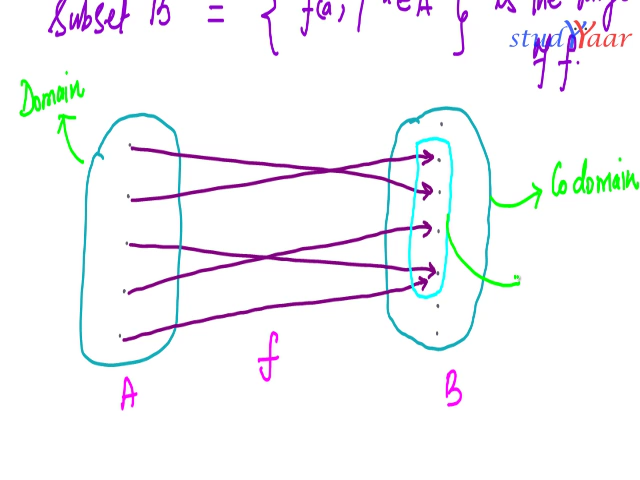 Subset B = { f(a) / a∈A } is the
of f.
studYYaar
Domain
Codomain
f
A B